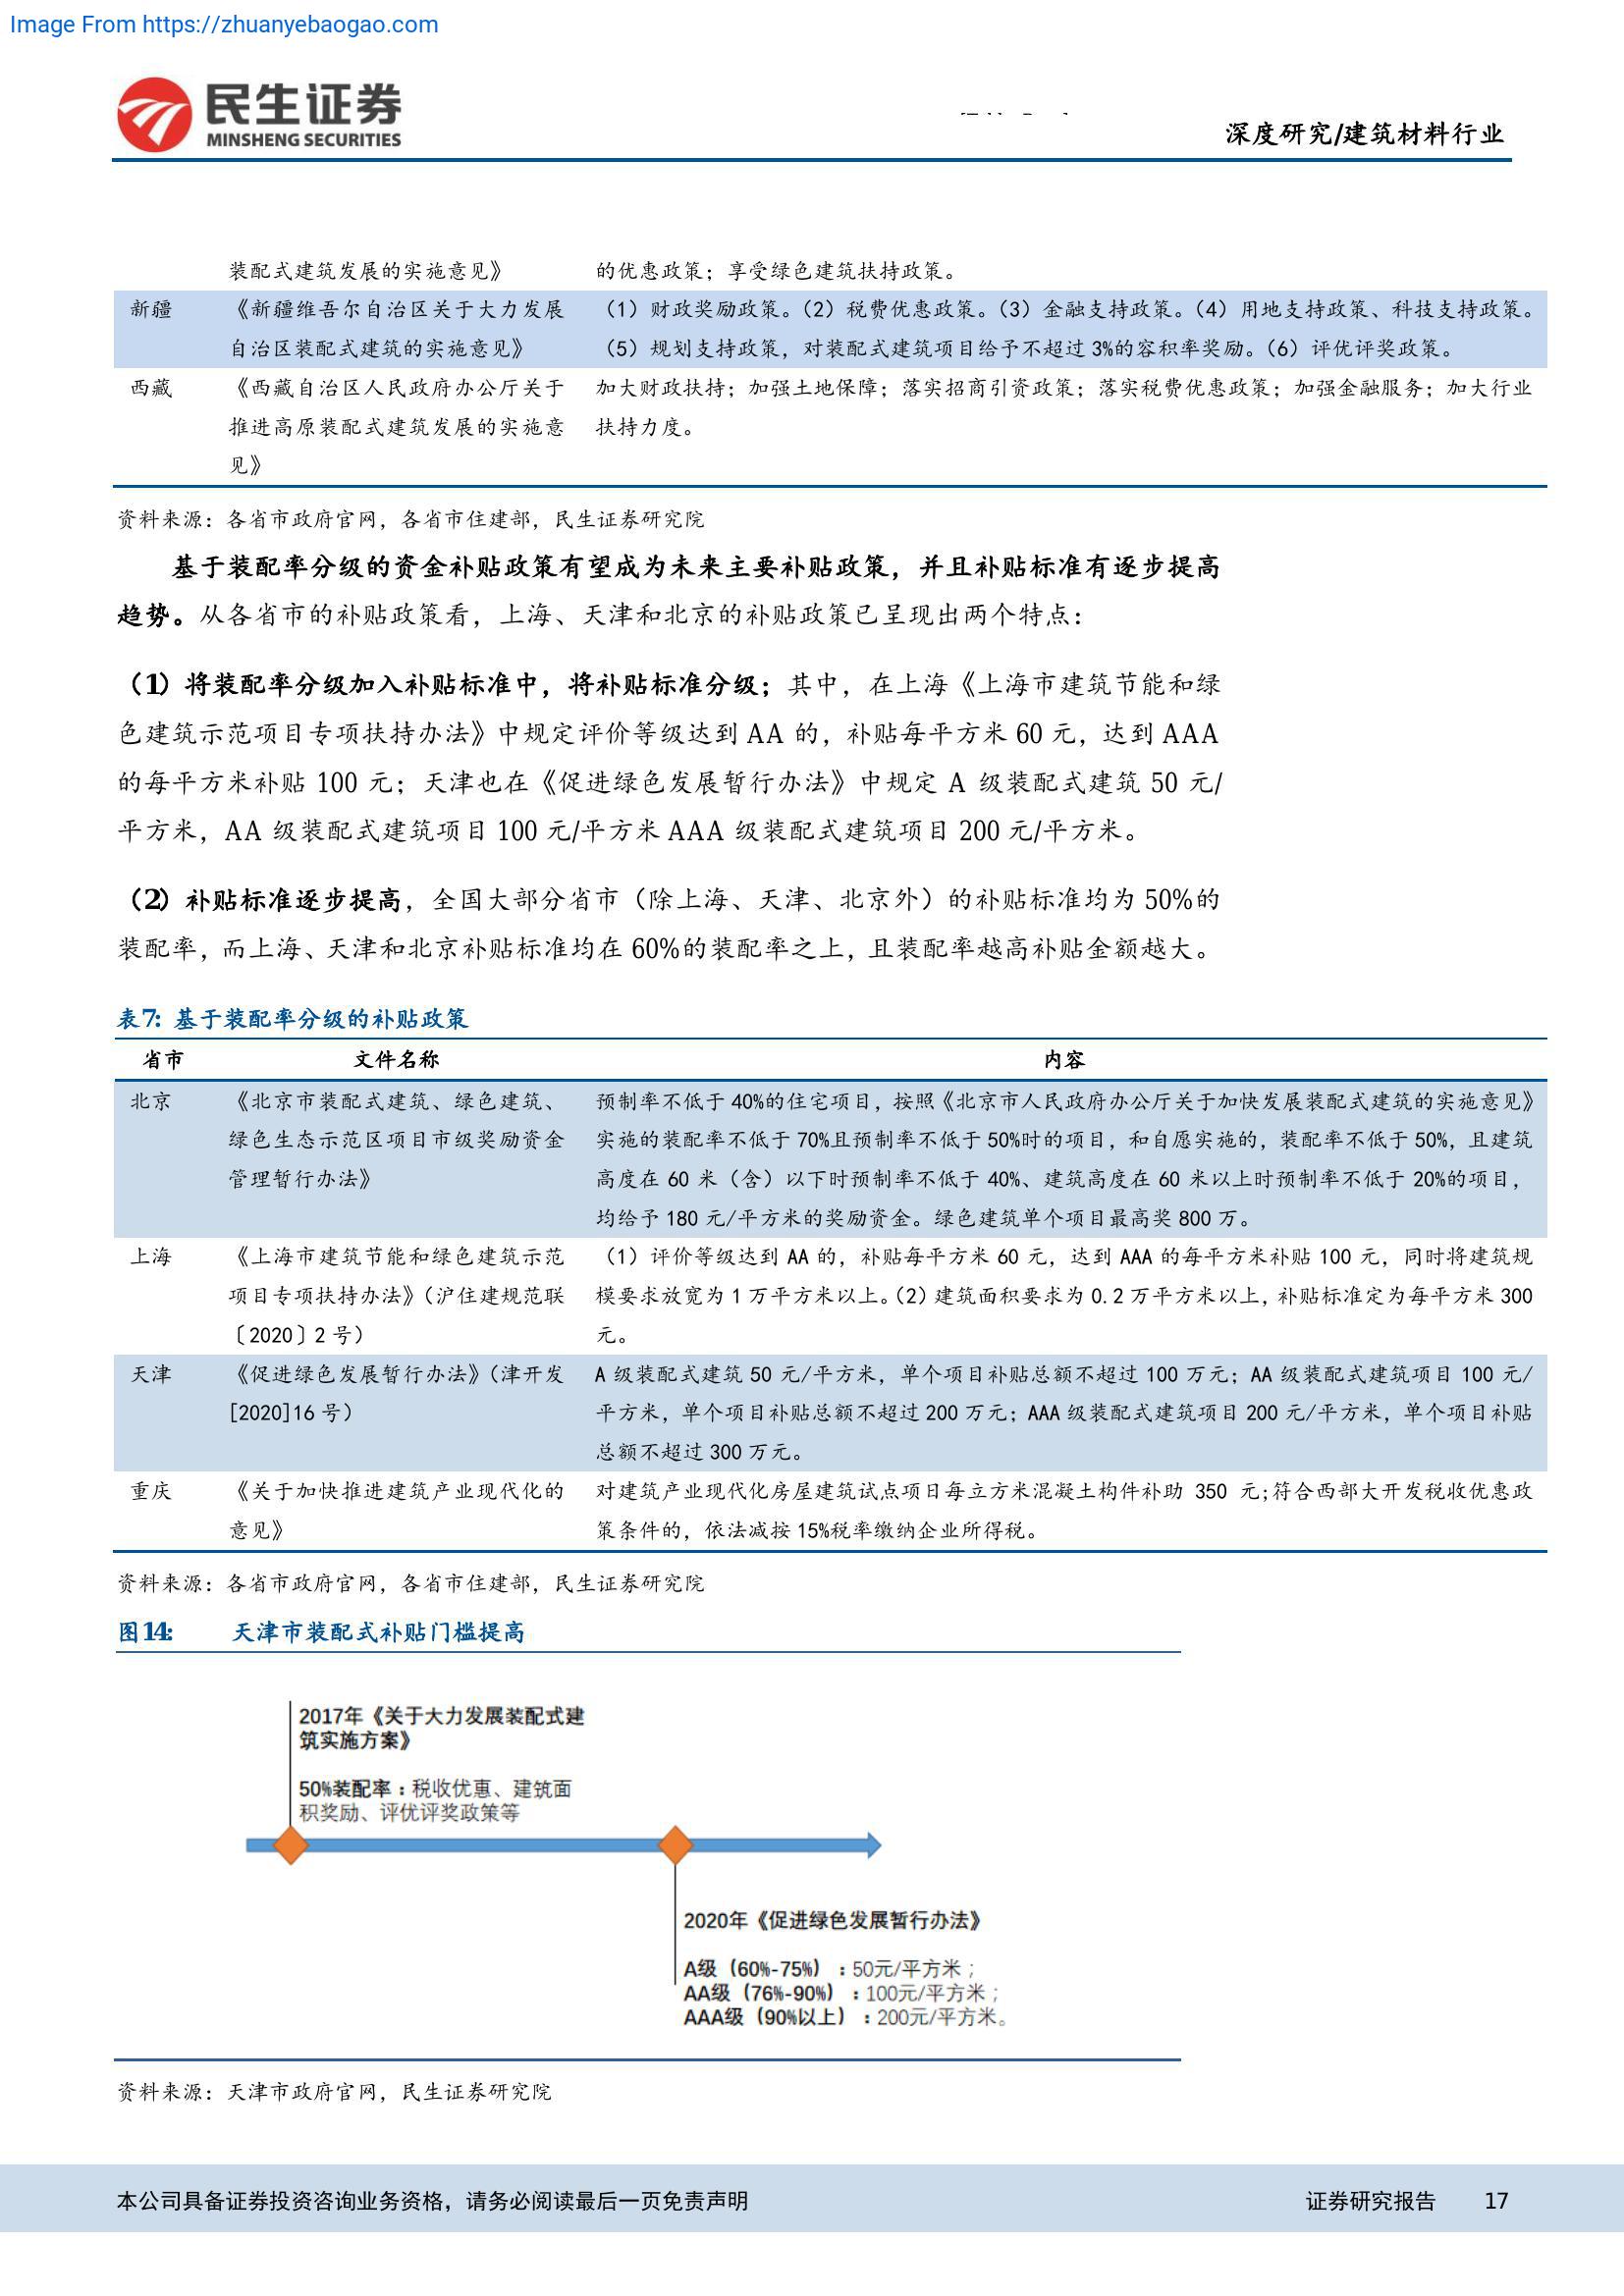 Image From https://zhuanyebaogao.com
民生证券
MINSHENG SECURITIES
深度研究/建筑材料行业
装配式建筑发展的实施意见》 的优惠政策；享受绿色建筑扶持政策。
新疆 《新疆维吾尔自治区关于大力发展 （1）财政奖励政策。（2）税费优惠政策。（3）金融支持政策。（4）用地支持政策、科技支持政策。
自治区装配式建筑的实施意见》 （5）规划支持政策，对装配式建筑项目给予不超过 3%的容积率奖励。（6）评优评奖政策。
西藏 《西藏自治区人民政府办公厅关于 加大财政扶持；加强土地保障；落实招商引资政策；落实税费优惠政策；加强金融服务；加大行业
推进高原装配式建筑发展的实施意 扶持力度。
见》
资料来源：各省市政府官网，各省市住建部，民生证券研究院
基于装配率分级的资金补贴政策有望成为未来主要补贴政策，并且补贴标准有逐步提高
趋势。从各省市的补贴政策看，上海、天津和北京的补贴政策已呈现出两个特点：
（1）将装配率分级加入补贴标准中，将补贴标准分级；其中，在上海《上海市建筑节能和绿
色建筑示范项目专项扶持办法》中规定评价等级达到 AA 的，补贴每平方米 60 元，达到 AAA
的每平方米补贴 100 元；天津也在《促进绿色发展暂行办法》中规定 A 级装配式建筑 50 元/
平方米，AA 级装配式建筑项目 100 元/平方米 AAA 级装配式建筑项目 200 元/平方米。
（2）补贴标准逐步提高，全国大部分省市（除上海、天津、北京外）的补贴标准均为 50%的
装配率，而上海、天津和北京补贴标准均在 60%的装配率之上，且装配率越高补贴金额越大。
表7: 基于装配率分级的补贴政策
省市 文件名称 内容
北京 《北京市装配式建筑、绿色建筑、 预制率不低于 40%的住宅项目，按照《北京市人民政府办公厅关于加快发展装配式建筑的实施意见》
绿色生态示范区项目市级奖励资金 实施的装配率不低于 70%且预制率不低于 50%时的项目，和自愿实施的，装配率不低于 50%，且建筑
管理暂行办法》 高度在 60 米（含）以下时预制率不低于 40%、建筑高度在 60 米以上时预制率不低于 20%的项目，
均给予 180 元/平方米的奖励资金。绿色建筑单个项目最高奖 800 万。
上海 《上海市建筑节能和绿色建筑示范 （1）评价等级达到 AA 的，补贴每平方米 60 元，达到 AAA 的每平方米补贴 100 元，同时将建筑规
项目专项扶持办法》（沪住建规范联 模要求放宽为 1 万平方米以上。（2）建筑面积要求为 0.2 万平方米以上，补贴标准定为每平方米 300
〔2020〕2 号） 元。
天津 《促进绿色发展暂行办法》（津开发 A 级装配式建筑 50 元/平方米，单个项目补贴总额不超过 100 万元；AA 级装配式建筑项目 100 元/
[2020]16 号） 平方米，单个项目补贴总额不超过 200 万元；AAA 级装配式建筑项目 200 元/平方米，单个项目补贴
总额不超过 300 万元。
重庆 《关于加快推进建筑产业现代化的 对建筑产业现代化房屋建筑试点项目每立方米混凝土构件补助 350 元;符合西部大开发税收优惠政
意见》 策条件的，依法减按 15%税率缴纳企业所得税。
资料来源：各省市政府官网，各省市住建部，民生证券研究院
图14: 天津市装配式补贴门槛提高
2017年《关于大力发展装配式建
筑实施方案》
50%装配率：税收优惠、建筑面
积奖励、评优评奖政策等
2020年《促进绿色发展暂行办法》
A级（60%-75%）：50元/平方米；
AA级（76%-90%）：100元/平方米；
AAA级（90%以上）：200元/平方米。
资料来源：天津市政府官网，民生证券研究院
本公司具备证券投资咨询业务资格，请务必阅读最后一页免责声明 证券研究报告 17